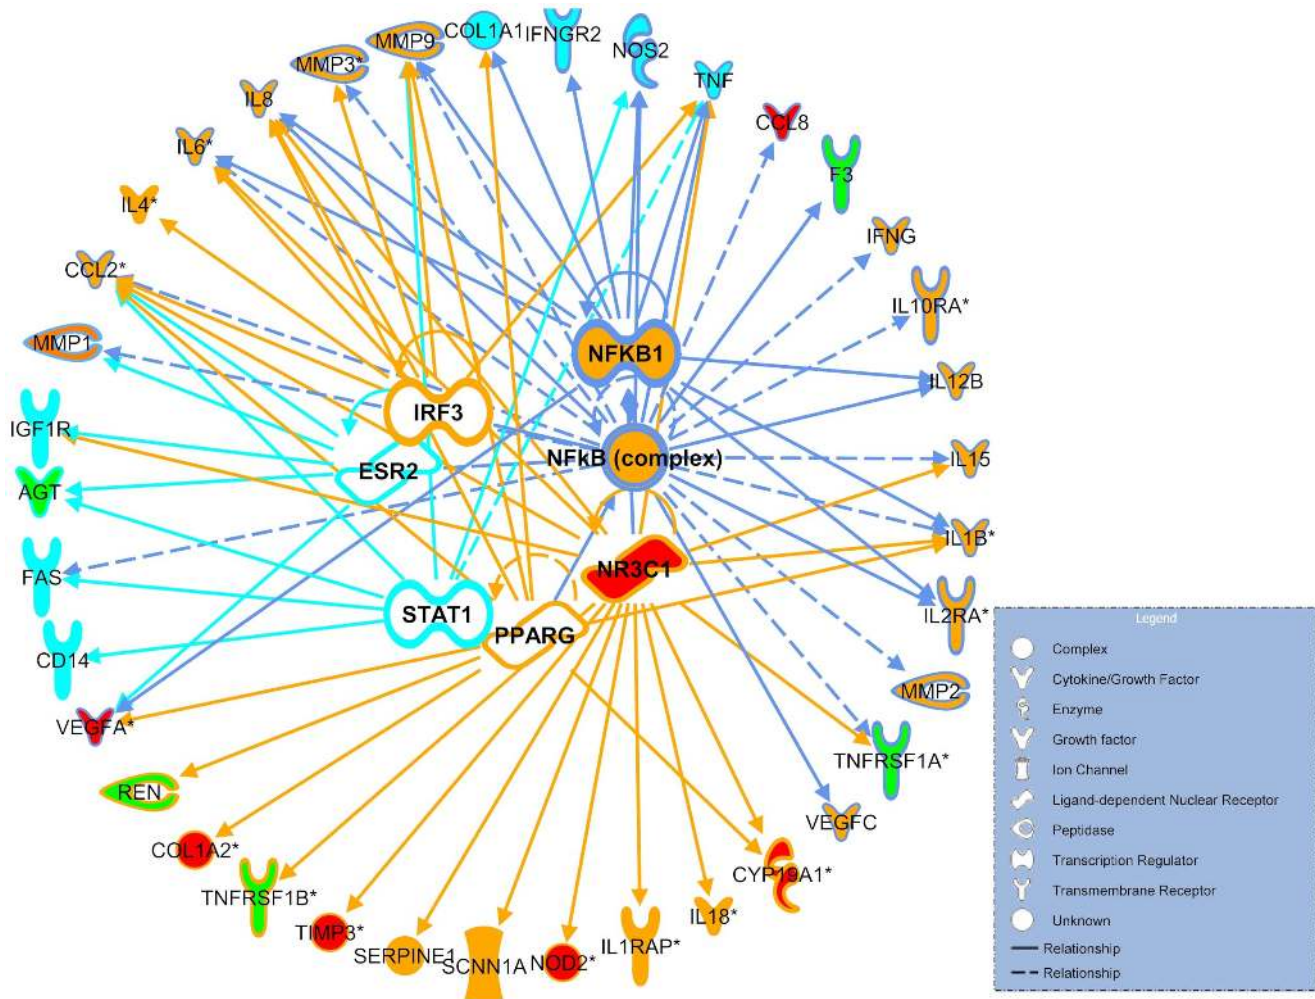 COL1A1
IFNGR2
MMP9
NOS2
MMP3*
TNF
IL8
CCL8
IL6*
F3
IL4*
IFNG
CCL2*
IL10RA*
MMP1
NFKB1
IL12B
IRF3
IGF1R
NFkB (complex)
IL15
ESR2
AGT
IL1B*
FAS
NR3C1
STAT1
IL2RA*
PPARG
CD14
MMP2
VEGFA*
TNFRSF1A*
REN
VEGFC
COL1A2*
CYP19A1*
TNFRSF1B*
IL18*
TIMP3*
IL1RAP*
SERPINE1
SCNN1A
NOD2*
Legend
Complex
Cytokine/Growth Factor
Enzyme
Growth factor
Ion Channel
Ligand-dependent Nuclear Receptor
Peptidase
Transcription Regulator
Transmembrane Receptor
Unknown
Relationship
Relationship